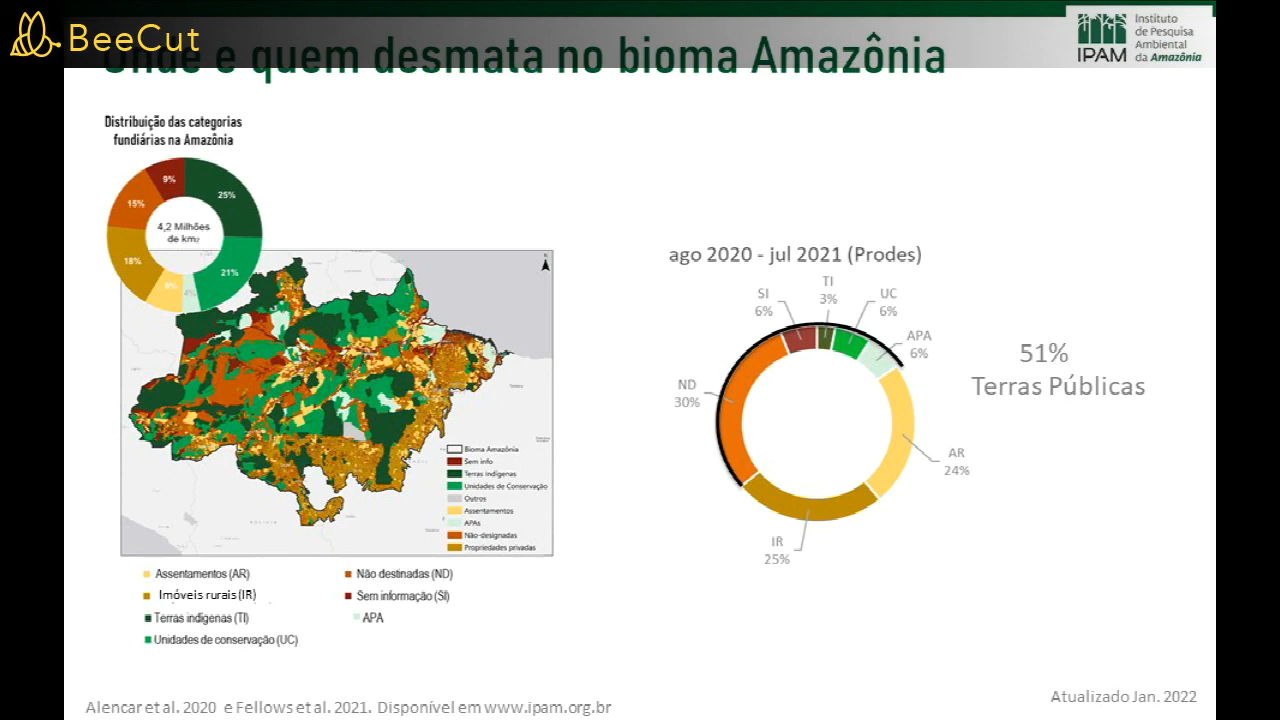 BeeCut
Onde e quem desmata no bioma Amazônia
Instituto
de Pesquisa
Ambiental
da Amazônia
IPAM
Distribuição das categorias
fundiárias na Amazônia
9%
25%
15%
4,2 Milhões
de km2
18%
21%
8%
4%
N
BOLIVIA
Bioma Amazônia
Sem info
Terras Indígenas
Unidades de Conservação
Outros
Assentamentos
APAs
Não-designadas
Propriedades privadas
Assentamentos (AR)
Não destinadas (ND)
Imóveis rurais (IR)
Sem informação (SI)
Terras indígenas (TI)
APA
Unidades de conservação (UC)
ago 2020 - jul 2021 (Prodes)
TI
3%
SI
6%
UC
6%
APA
6%
ND
30%
AR
24%
IR
25%
51%
Terras Públicas
Alencar et al. 2020 e Fellows et al. 2021. Disponível em www.ipam.org.br
Atualizado Jan. 2022